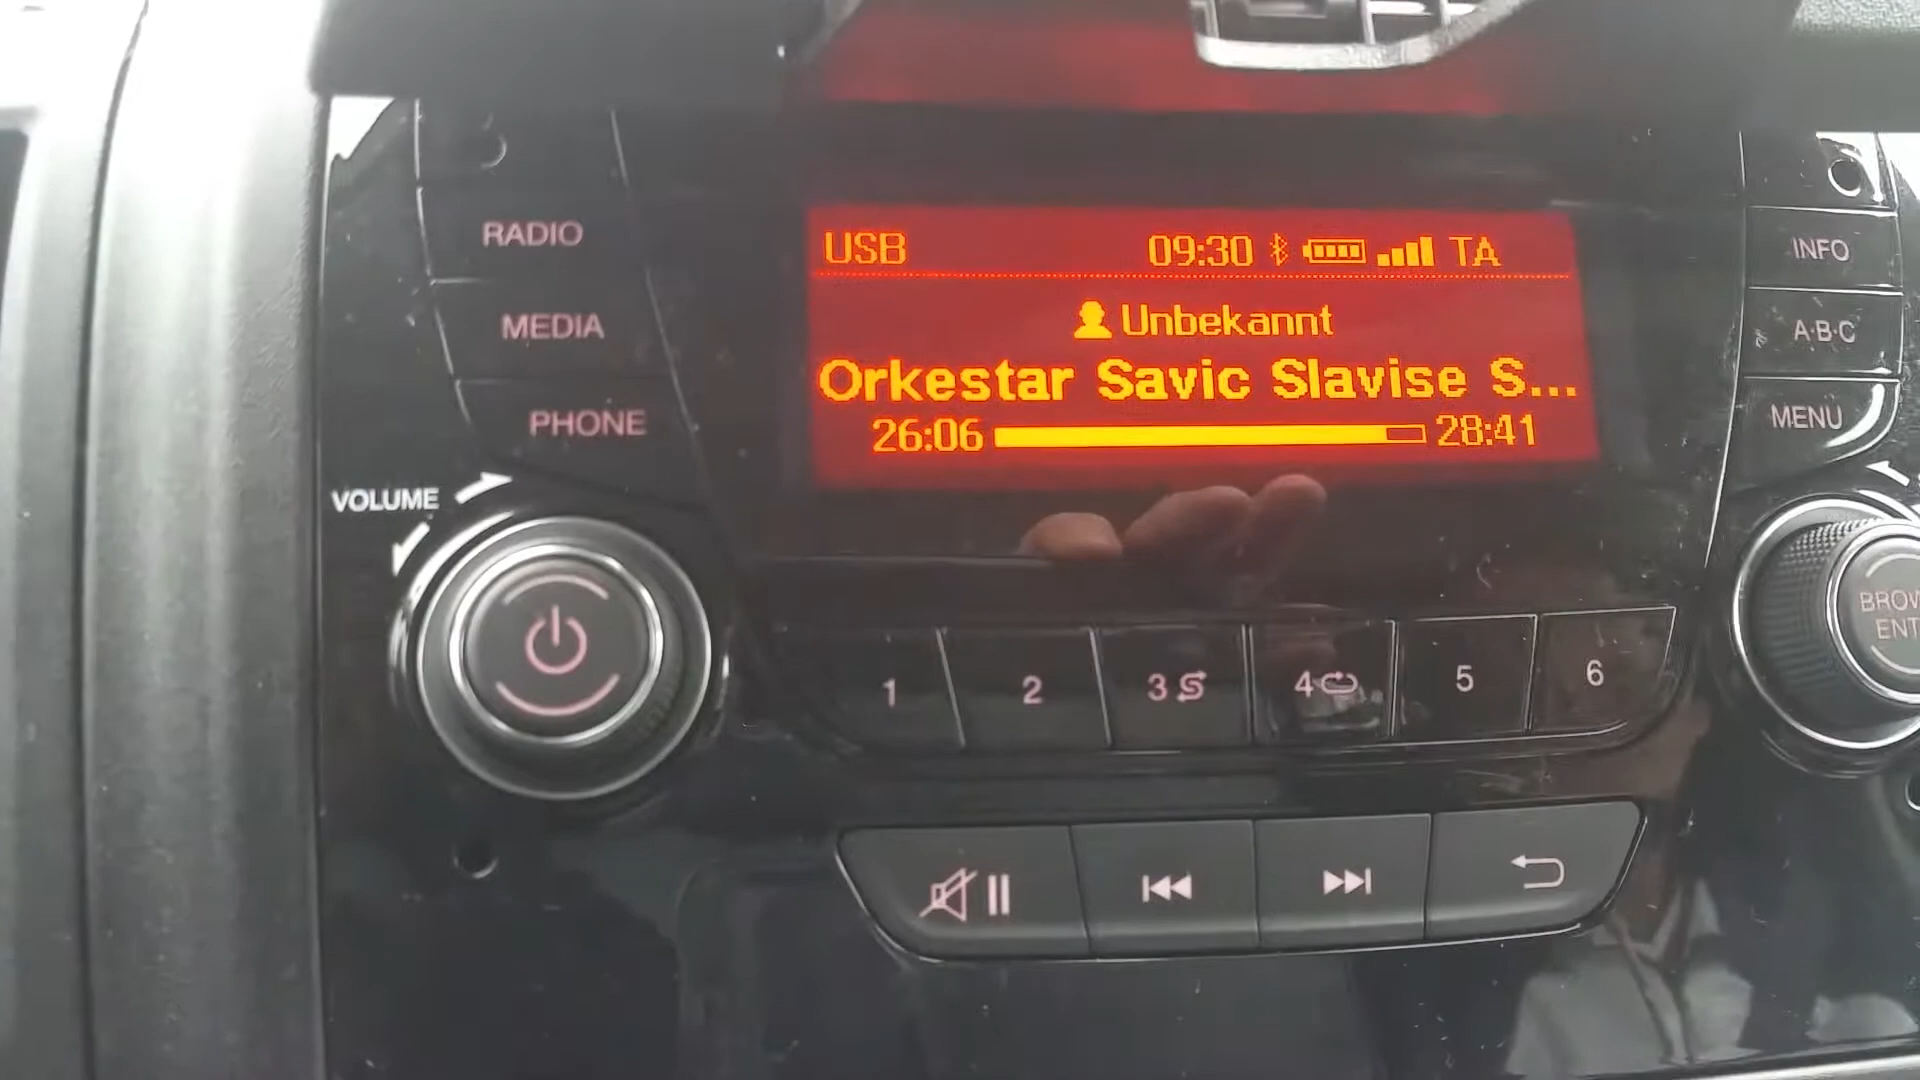 RADIO
MEDIA
PHONE
VOLUME
USB 09:30 TA
Unbekannt
Orkestar Savic Slavise S...
26:06 28:41
INFO
A·B·C
MENU
1 2 3 4 5 6